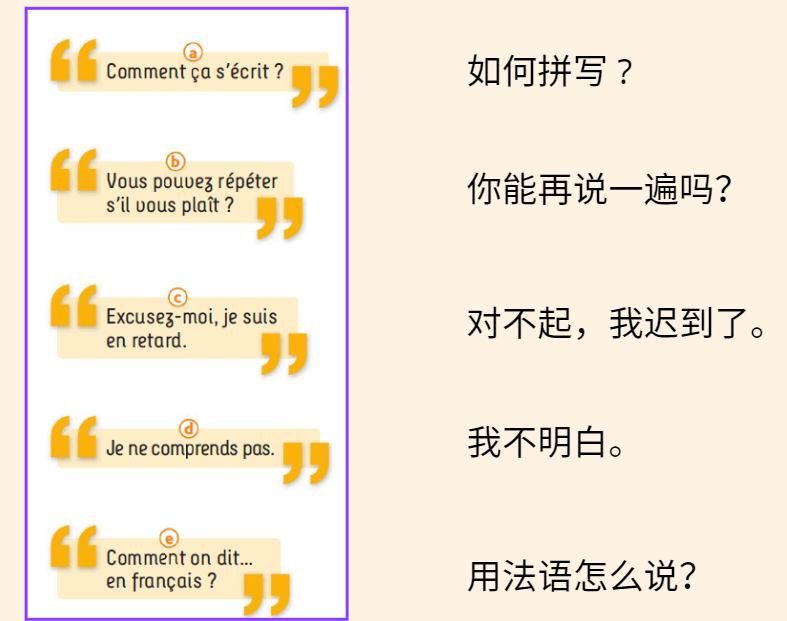 a
Comment ça s'écrit ?
如何拼写？
b
Vous pouvez répéter
s'il vous plaît ?
你能再说一遍吗？
c
Excusez-moi, je suis
en retard.
对不起，我迟到了。
d
Je ne comprends pas.
我不明白。
e
Comment on dit...
en français ?
用法语怎么说？